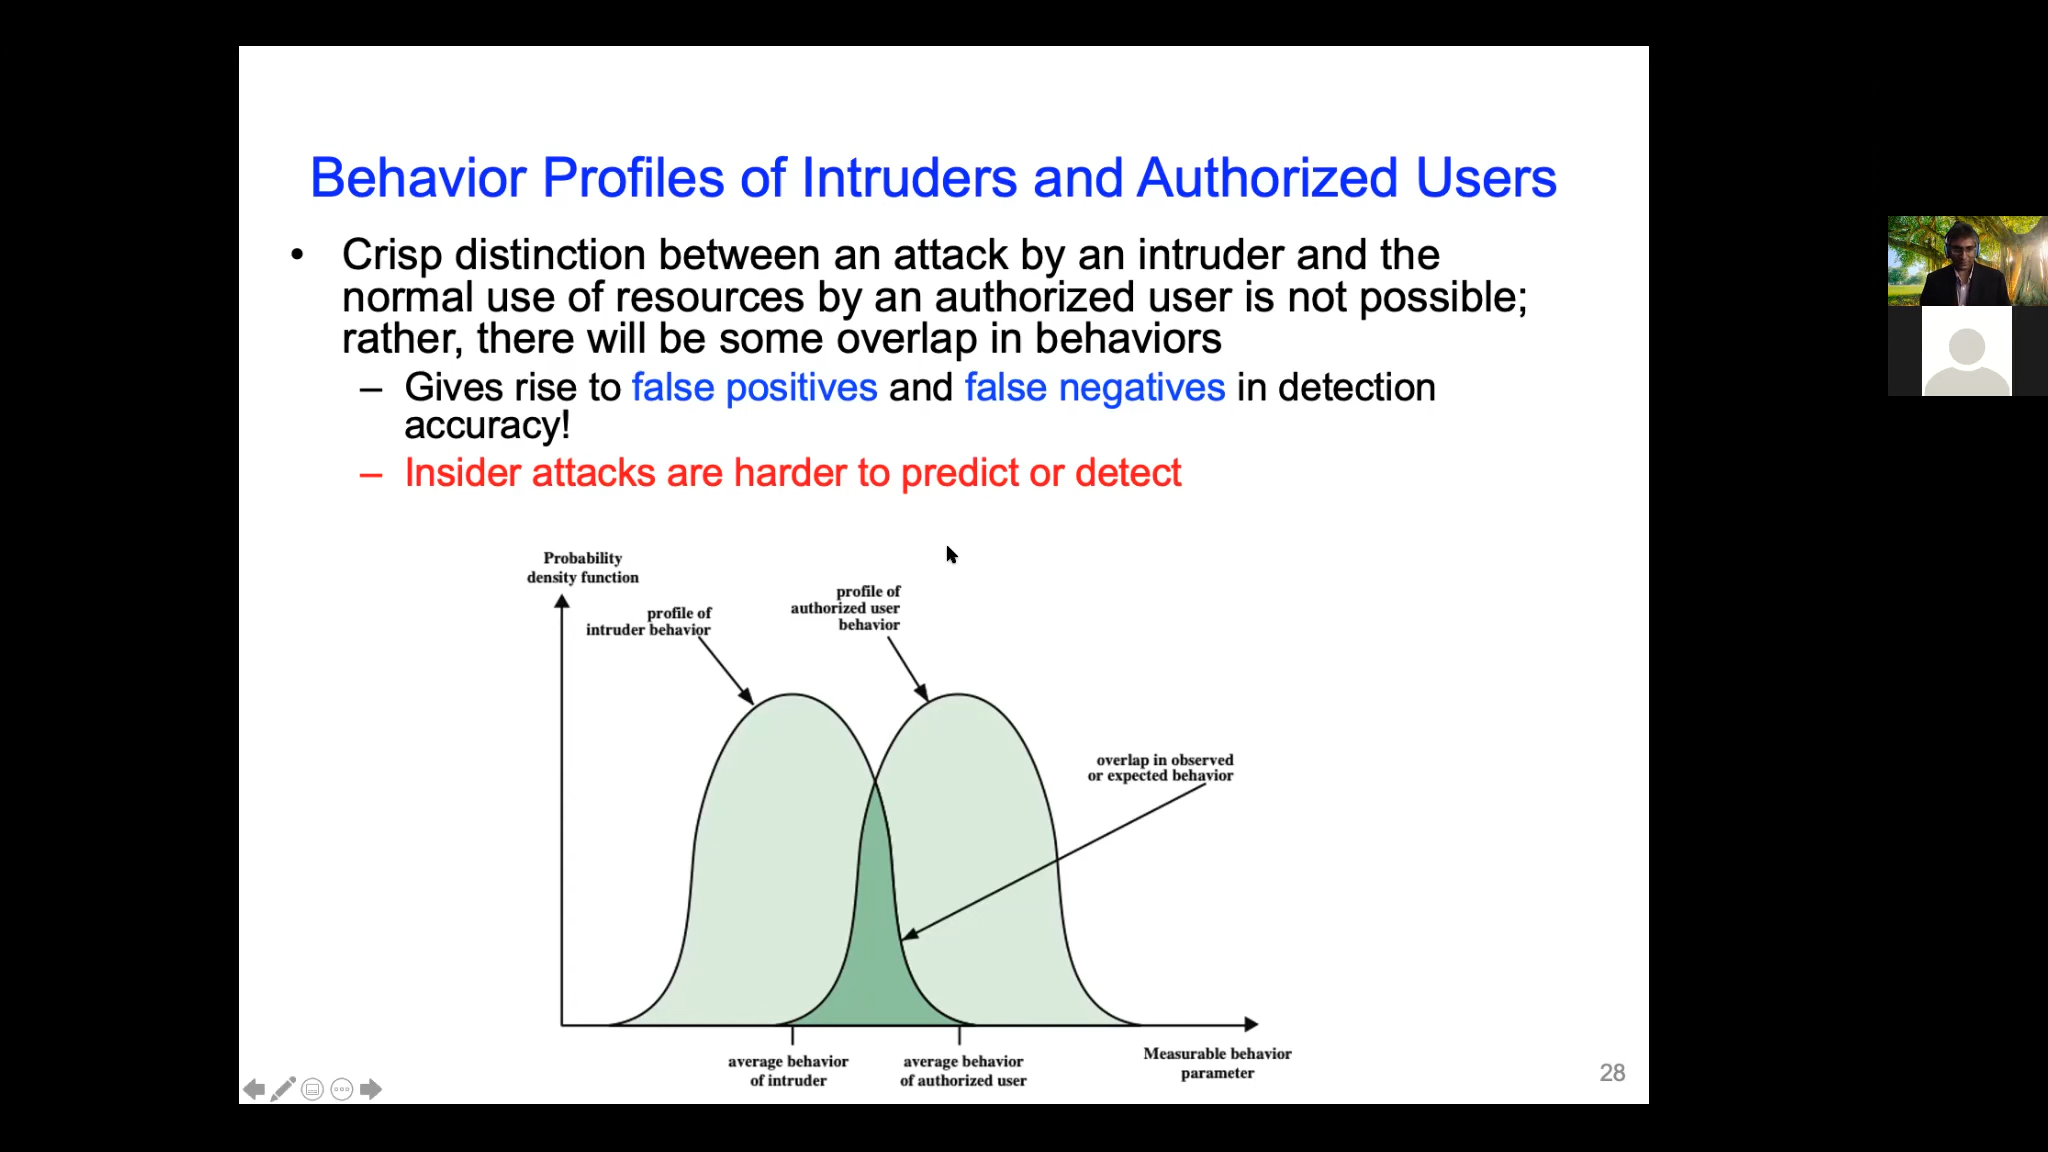 Behavior Profiles of Intruders and Authorized Users
• Crisp distinction between an attack by an intruder and the
normal use of resources by an authorized user is not possible;
rather, there will be some overlap in behaviors
– Gives rise to false positives and false negatives in detection
accuracy!
– Insider attacks are harder to predict or detect
Probability
density function
profile of
intruder behavior
profile of
authorized user
behavior
overlap in observed
or expected behavior
average behavior
of intruder
average behavior
of authorized user
Measurable behavior
parameter
28